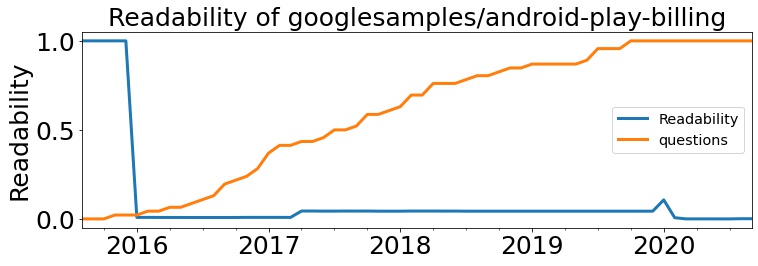 Readability of googlesamples/android-play-billing
Readability
1.0
0.5
0.0
Readability
questions
2016 2017 2018 2019 2020